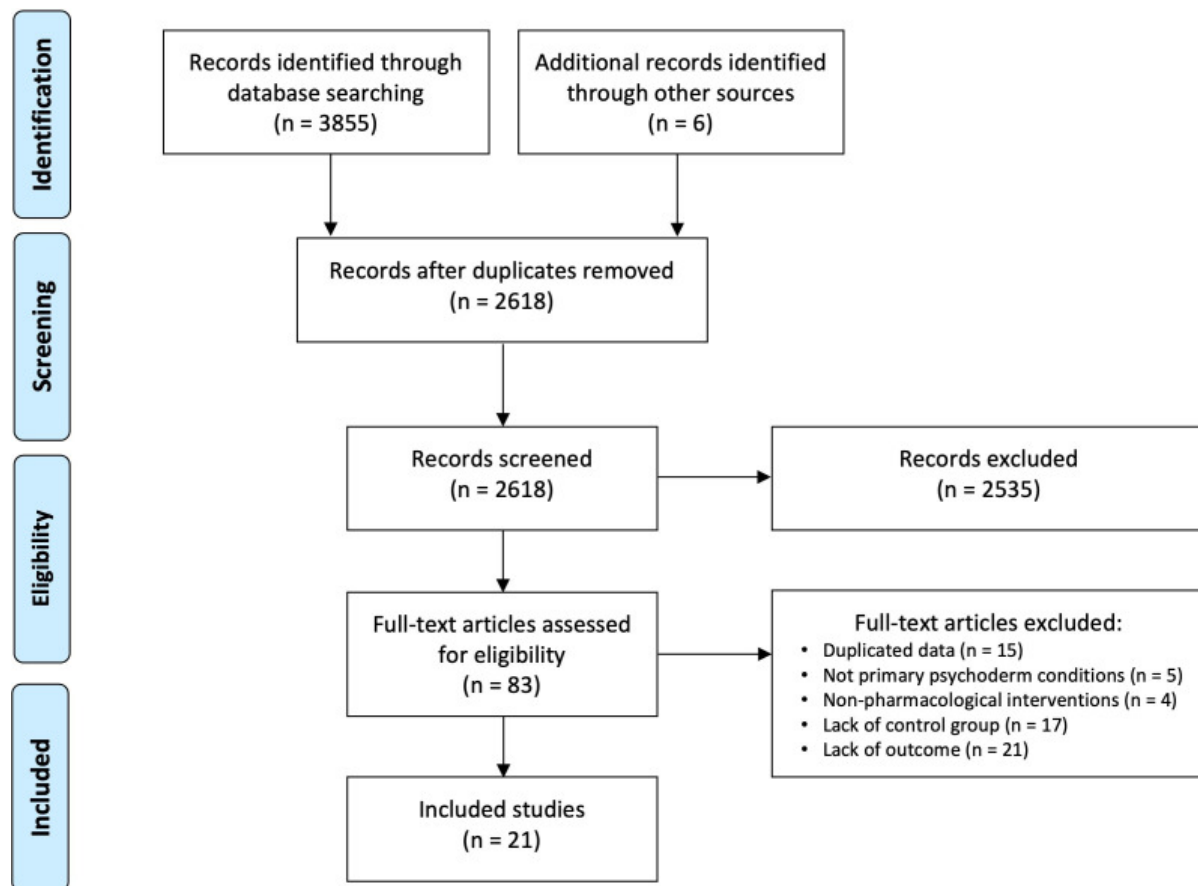 Identification
Records identified through
database searching
(n = 3855)
Additional records identified
through other sources
(n = 6)
Screening
Records after duplicates removed
(n = 2618)
Records screened
(n = 2618)
Records excluded
(n = 2535)
Eligibility
Full-text articles assessed
for eligibility
(n = 83)
Full-text articles excluded:
• Duplicated data (n = 15)
• Not primary psychoderm conditions (n = 5)
• Non-pharmacological interventions (n = 4)
• Lack of control group (n = 17)
• Lack of outcome (n = 21)
Included
Included studies
(n = 21)